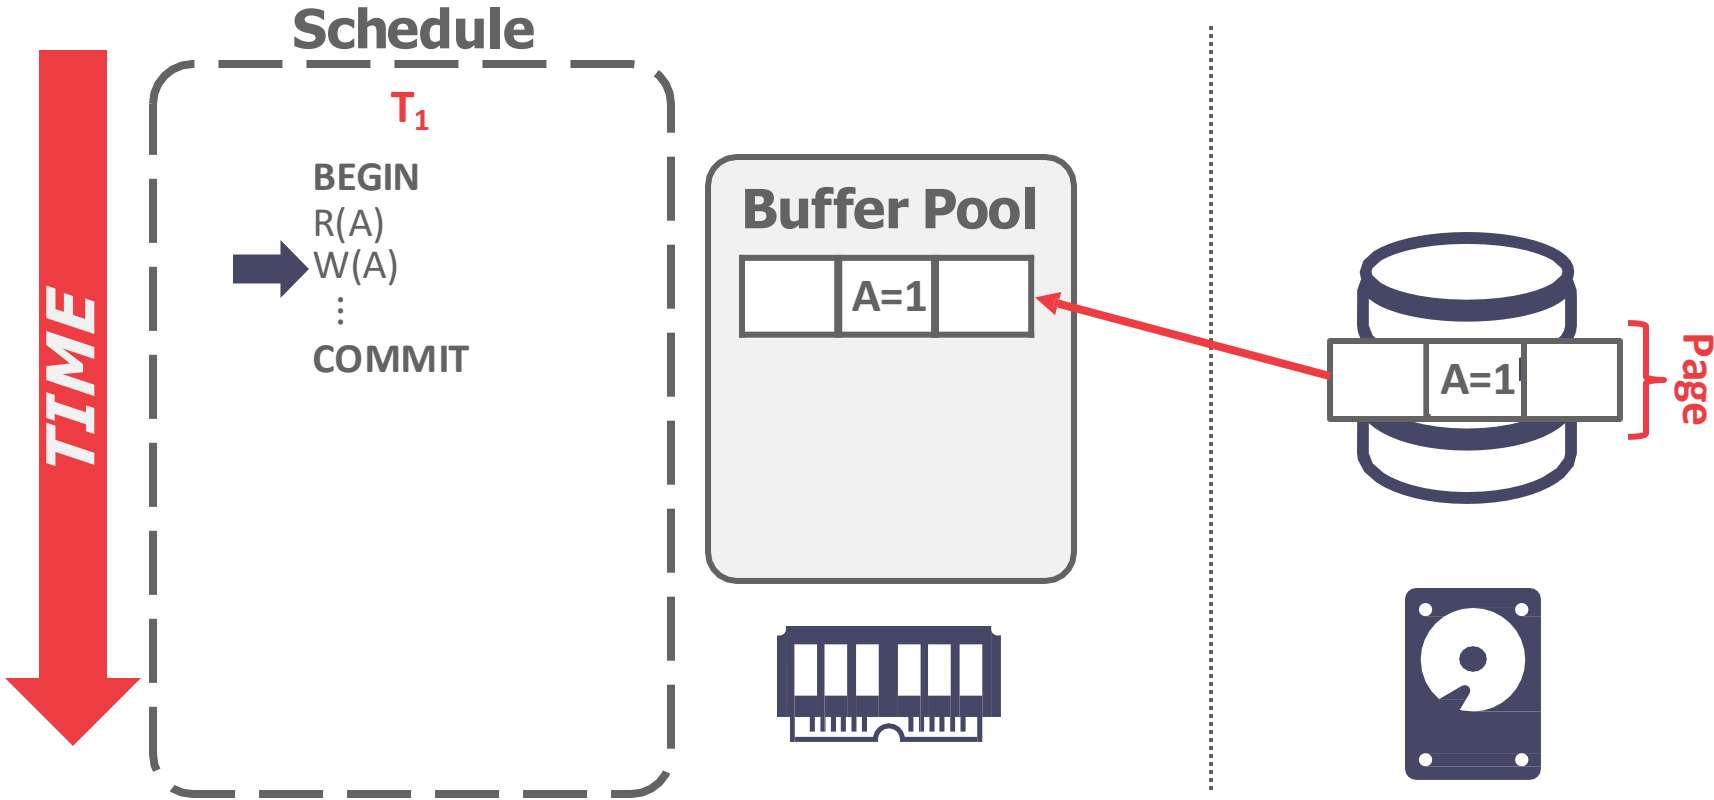 Schedule
TIME
T₁
BEGIN
R(A)
W(A)
⋮
COMMIT
Buffer Pool
A=1
A=1
Page